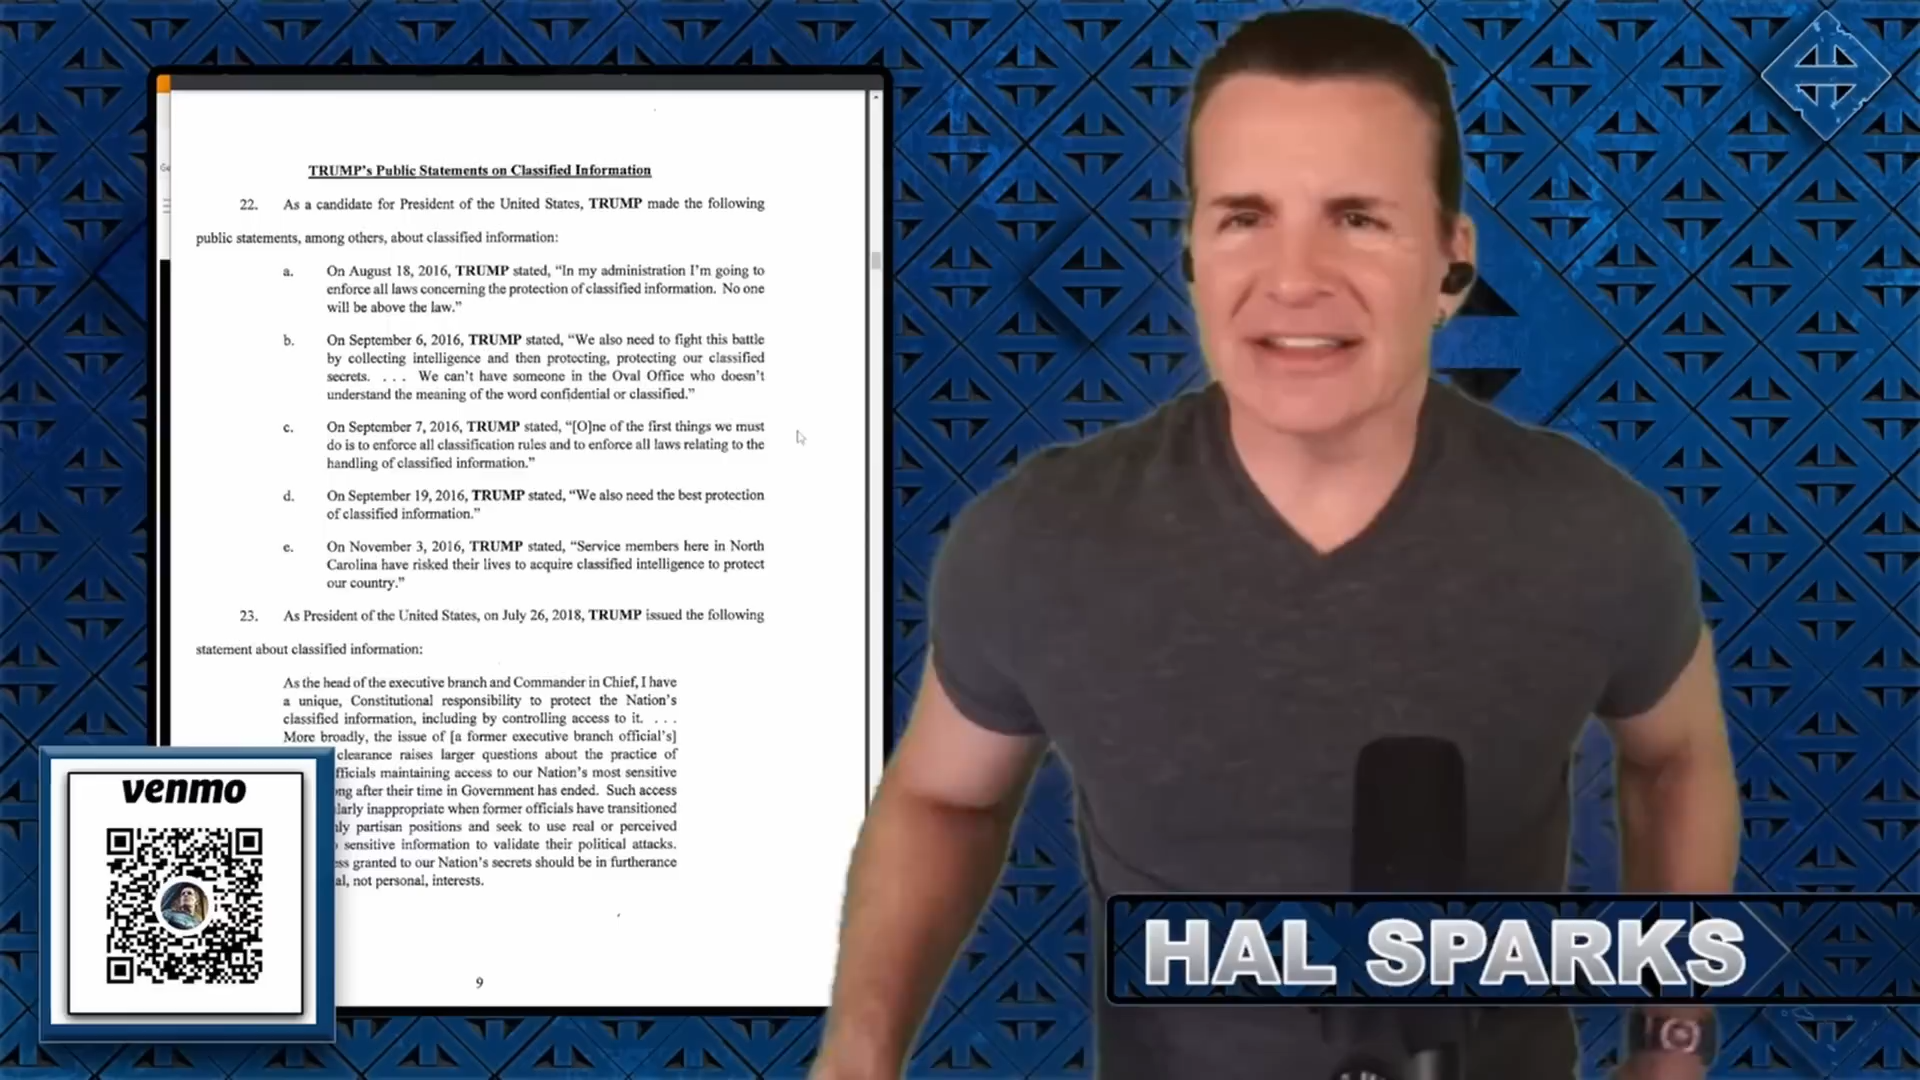 TRUMP's Public Statements on Classified Information
22. As a candidate for President of the United States, TRUMP made the following
public statements, among others, about classified information:
a. On August 18, 2016, TRUMP stated, “In my administration I'm going to
enforce all laws concerning the protection of classified information. No one
will be above the law.”
b. On September 6, 2016, TRUMP stated, “We also need to fight this battle
by collecting intelligence and then protecting, protecting our classified
secrets. . . . We can't have someone in the Oval Office who doesn't
understand the meaning of the word confidential or classified.”
c. On September 7, 2016, TRUMP stated, “[O]ne of the first things we must
do is to enforce all classification rules and to enforce all laws relating to the
handling of classified information.”
d. On September 19, 2016, TRUMP stated, “We also need the best protection
of classified information.”
e. On November 3, 2016, TRUMP stated, “Service members here in North
Carolina have risked their lives to acquire classified intelligence to protect
our country.”
23. As President of the United States, on July 26, 2018, TRUMP issued the following
statement about classified information:
As the head of the executive branch and Commander in Chief, I have
a unique, Constitutional responsibility to protect the Nation's
classified information, including by controlling access to it. . . .
More broadly, the issue of [a former executive branch official's]
clearance raises larger questions about the practice of
fficials maintaining access to our Nation's most sensitive
ng after their time in Government has ended. Such access
larly inappropriate when former officials have transitioned
ly partisan positions and seek to use real or perceived
sensitive information to validate their political attacks.
ss granted to our Nation's secrets should be in furtherance
al, not personal, interests.
9
venmo
HAL SPARKS